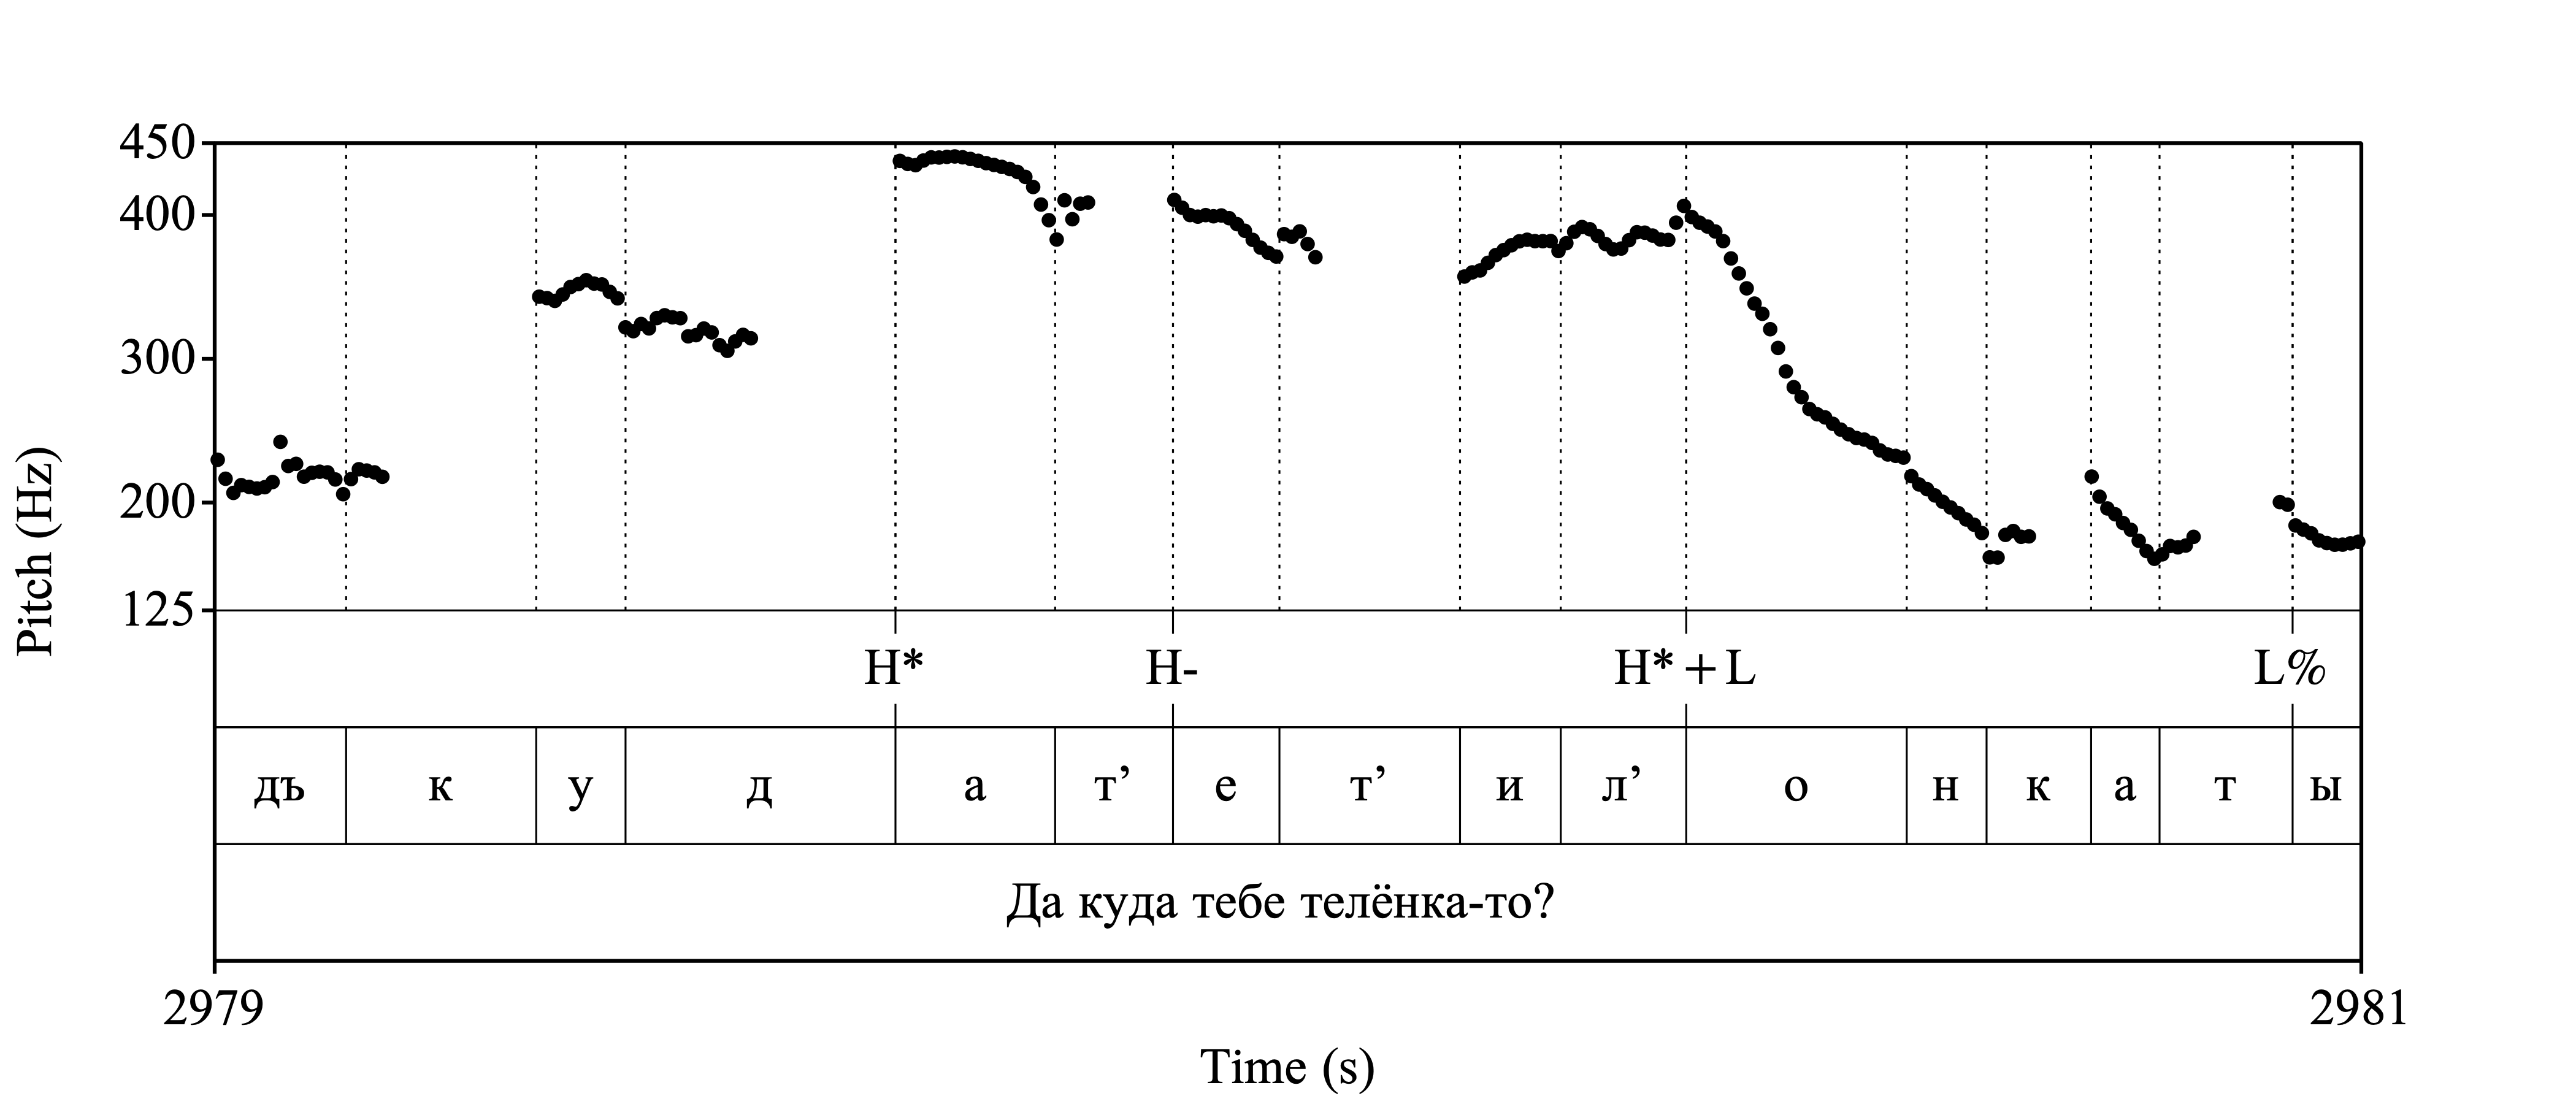 450
400
300
200
125
Pitch (Hz)
H* H- H*+L L%
дъ к у д а т’ е т’ и л’ о н к а т ы
Да куда тебе телёнка-то?
2979 2981
Time (s)